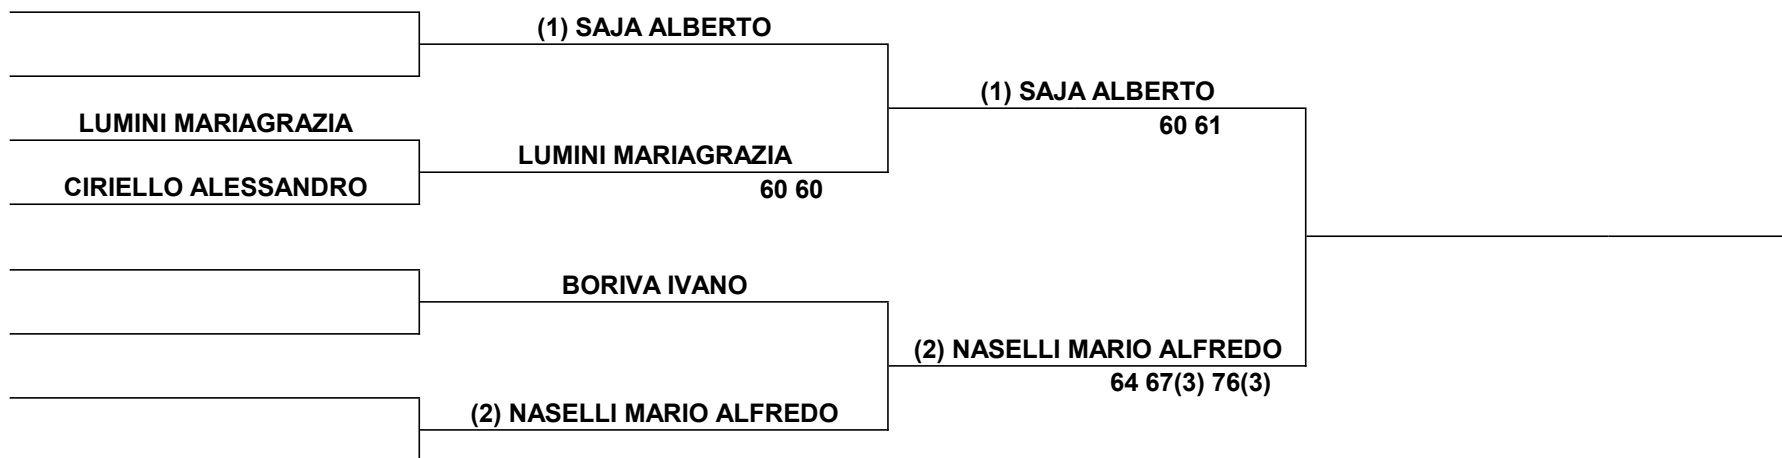 (1) SAJA ALBERTO
(1) SAJA ALBERTO
LUMINI MARIAGRAZIA
60 61
LUMINI MARIAGRAZIA
CIRIELLO ALESSANDRO
60 60
BORIVA IVANO
(2) NASELLI MARIO ALFREDO
64 67(3) 76(3)
(2) NASELLI MARIO ALFREDO